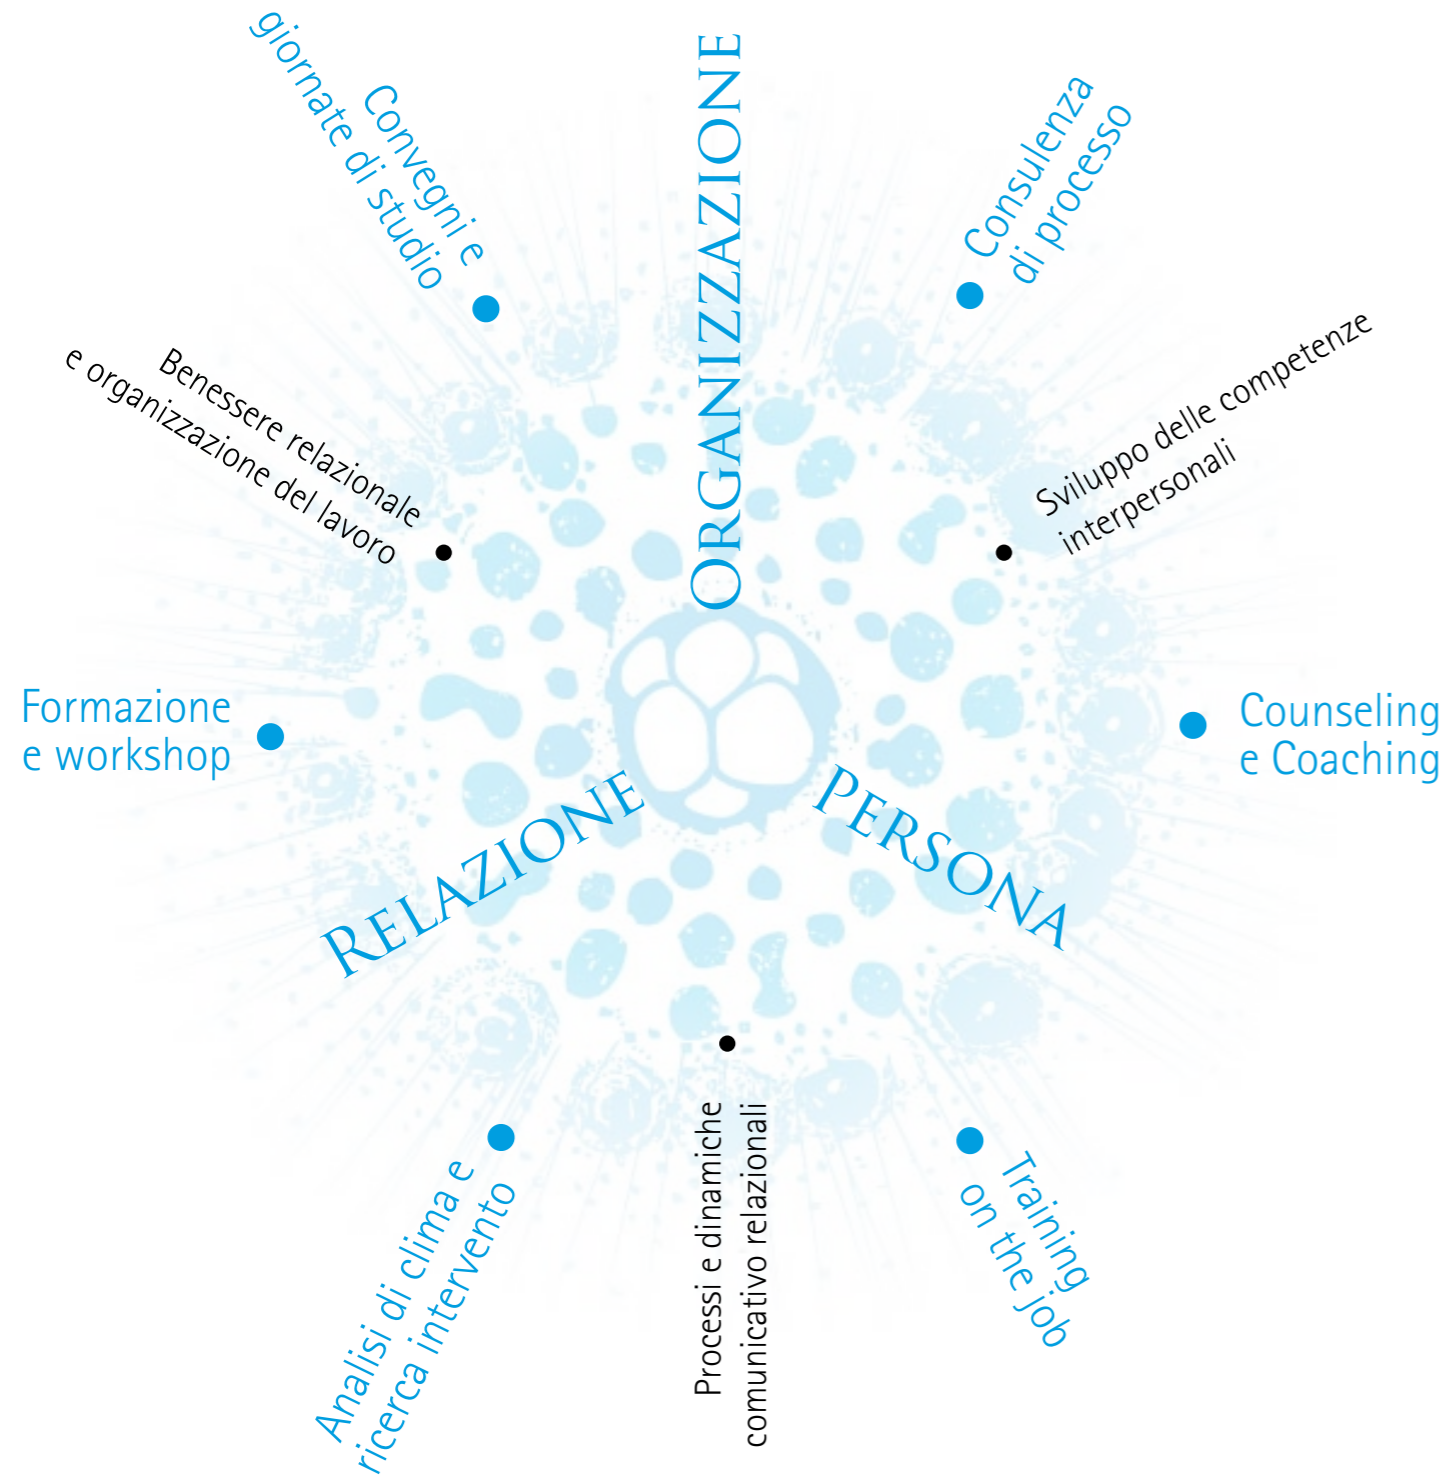 ORGANIZZAZIONE
Convegni e
giornate di studio
Consulenza
di processo
Benessere relazionale
e organizzazione del lavoro
Sviluppo delle competenze
interpersonali
Formazione
e workshop
Counseling
e Coaching
RELAZIONE
PERSONA
Analisi di clima e
ricerca intervento
Processi e dinamiche
comunicativo relazionali
Training
on the job